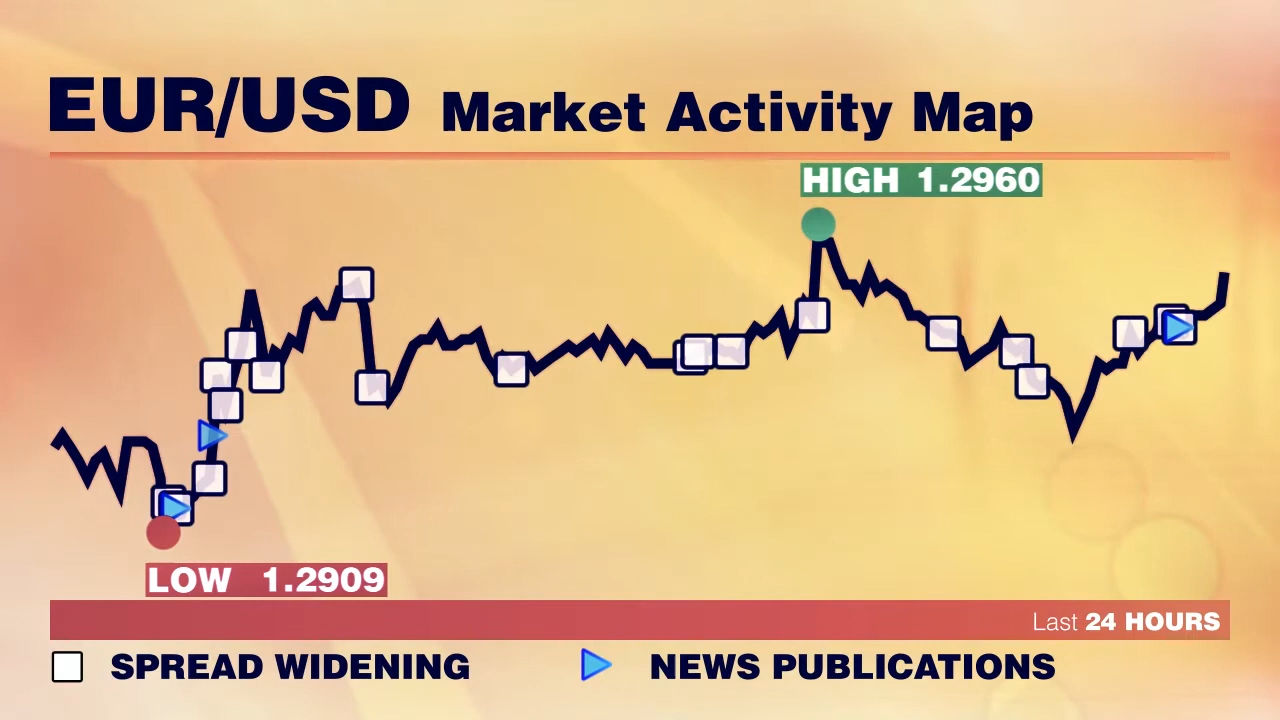 EUR/USD Market Activity Map
HIGH 1.2960
LOW 1.2909
Last 24 HOURS
SPREAD WIDENING
NEWS PUBLICATIONS